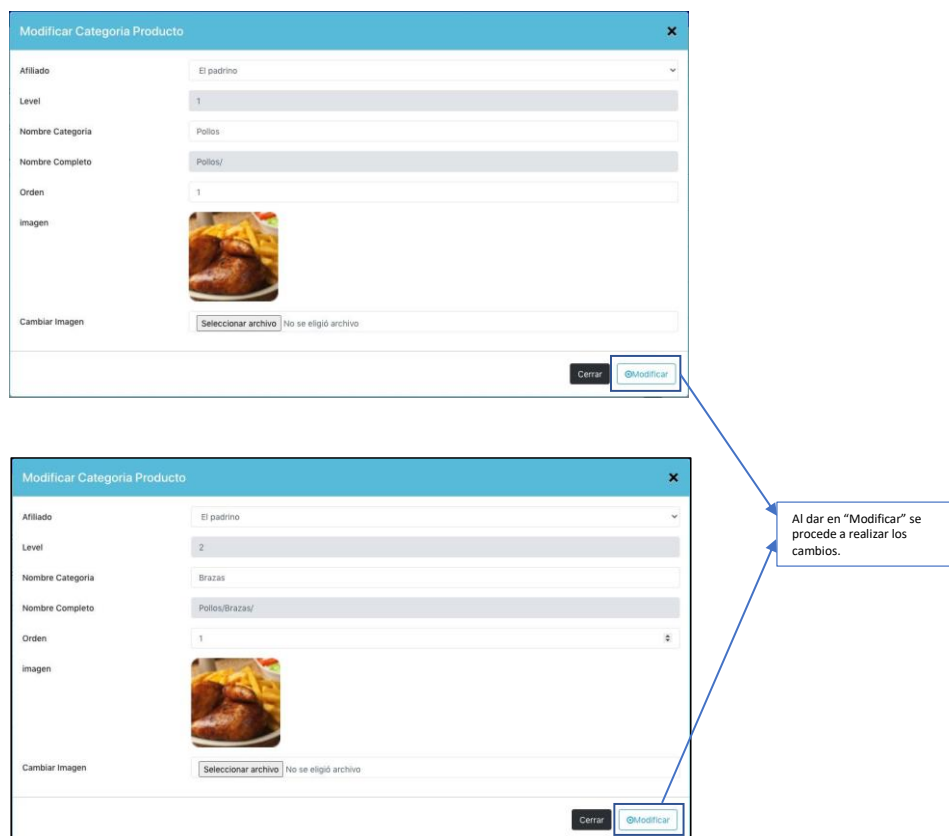 Modificar Categoria Producto ×
Afiliado El padrino
Level 1
Nombre Categoria Pollos
Nombre Completo Pollos/
Orden 1
imagen
Cambiar Imagen Seleccionar archivo No se eligió archivo
Cerrar Modificar
Modificar Categoria Producto ×
Afiliado El padrino
Level 2
Nombre Categoria Brazas
Nombre Completo Pollos/Brazas/
Orden 1
imagen
Cambiar Imagen Seleccionar archivo No se eligió archivo
Cerrar Modificar
Al dar en “Modificar” se
procede a realizar los
cambios.